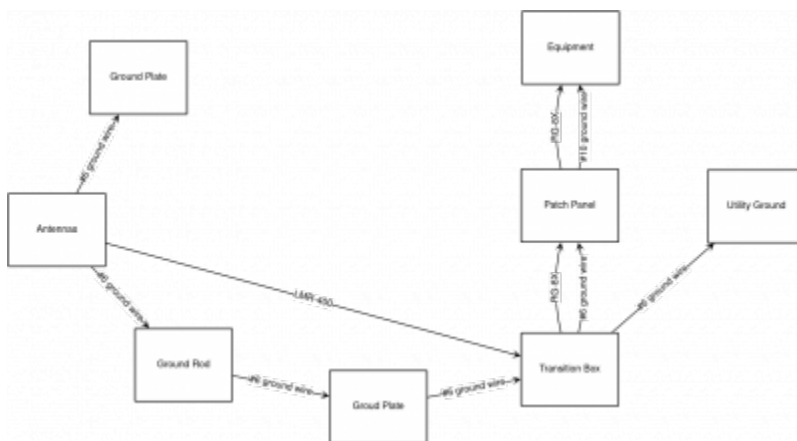 Equipment
Ground Plate
#6 ground wire
RG-8X
#10 ground wire
Antennas
Patch Panel
Utility Ground
#6 ground wire
LMR-400
RG-8X
#6 ground wire
#6 ground wire
Ground Rod
Transition Box
#6 ground wire
#6 ground wire
Groud Plate